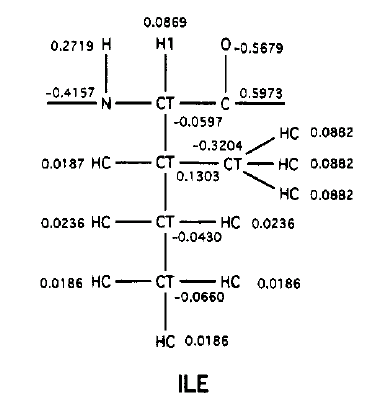 0.0869
0.2719 H H1 O -0.5679
-0.4157 N CT C 0.5973
-0.0597
-0.3204 HC 0.0882
0.0187 HC CT CT HC 0.0882
0.1303
HC 0.0882
0.0236 HC CT HC 0.0236
-0.0430
0.0186 HC CT HC 0.0186
-0.0660
HC 0.0186
ILE